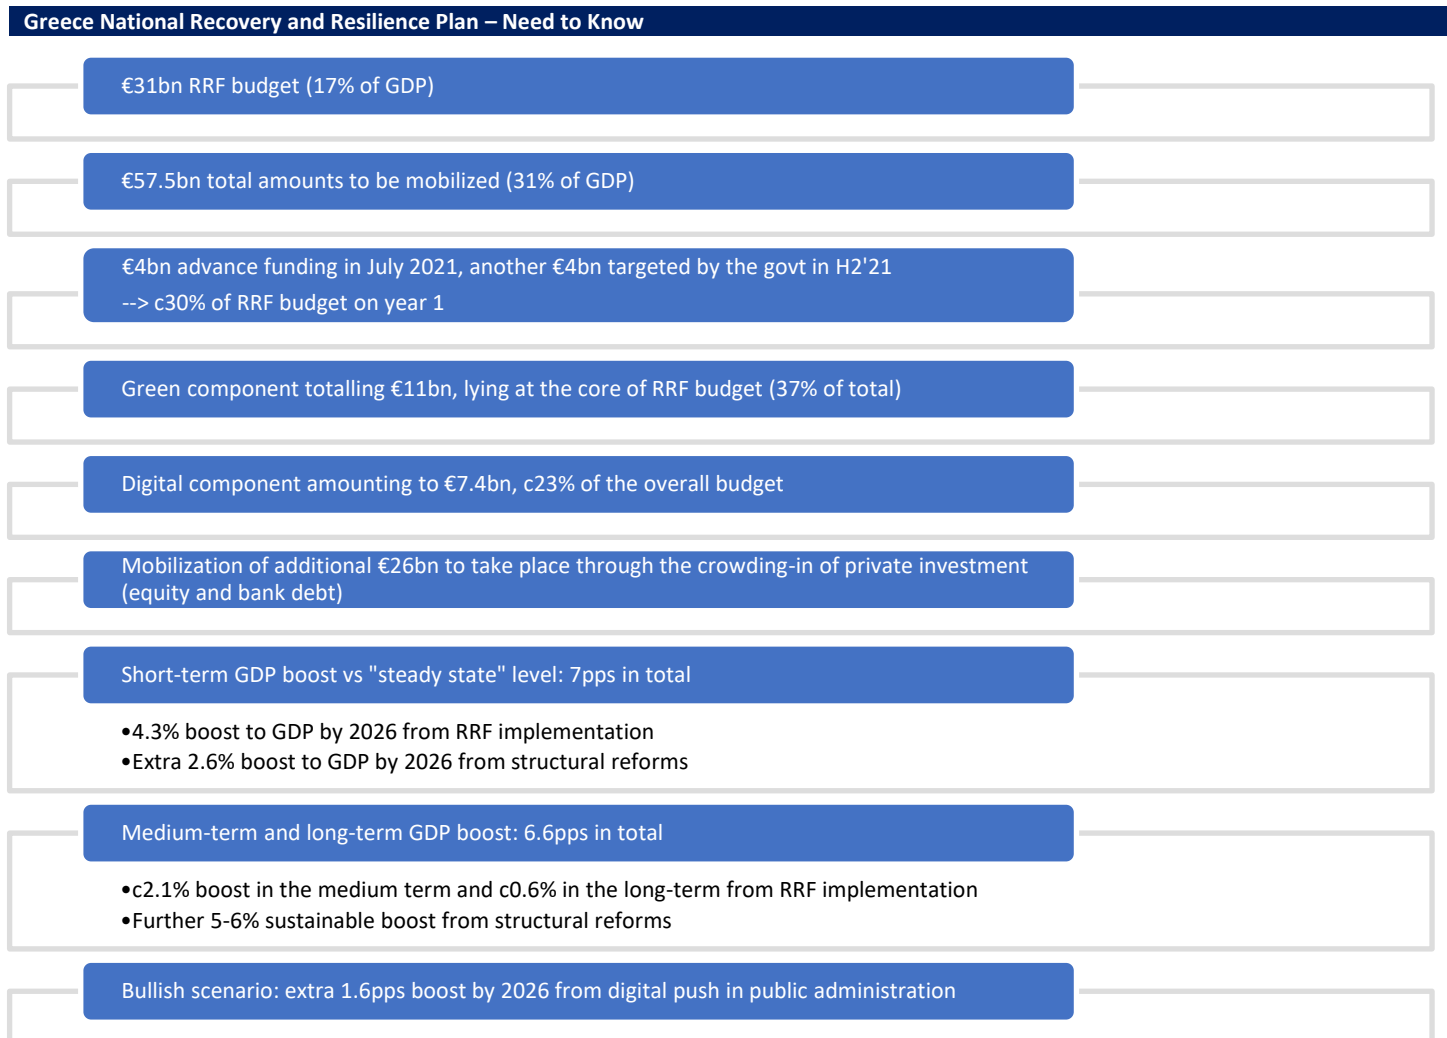 Greece National Recovery and Resilience Plan – Need to Know
€31bn RRF budget (17% of GDP)
€57.5bn total amounts to be mobilized (31% of GDP)
€4bn advance funding in July 2021, another €4bn targeted by the govt in H2'21
--> c30% of RRF budget on year 1
Green component totalling €11bn, lying at the core of RRF budget (37% of total)
Digital component amounting to €7.4bn, c23% of the overall budget
Mobilization of additional €26bn to take place through the crowding-in of private investment
(equity and bank debt)
Short-term GDP boost vs "steady state" level: 7pps in total
•4.3% boost to GDP by 2026 from RRF implementation
•Extra 2.6% boost to GDP by 2026 from structural reforms
Medium-term and long-term GDP boost: 6.6pps in total
•c2.1% boost in the medium term and c0.6% in the long-term from RRF implementation
•Further 5-6% sustainable boost from structural reforms
Bullish scenario: extra 1.6pps boost by 2026 from digital push in public administration